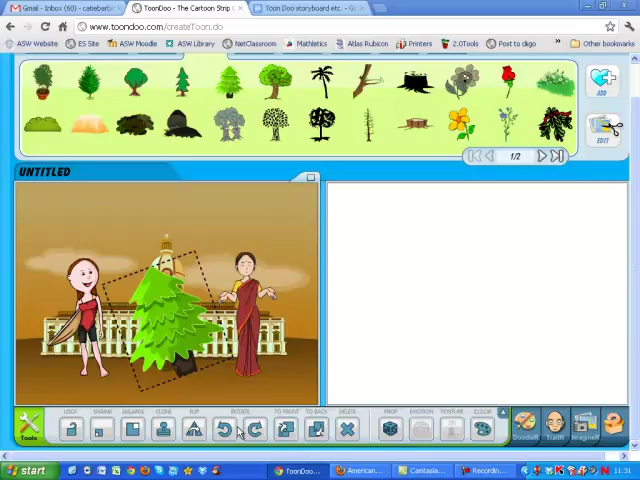 Gmail - Inbox (60) - catieberbe
ToonDoo - The Cartoon Strip C
Toon Doo storyboard etc. - G
www.toondoo.com/createToon.do
ASW Website
ES Site
ASW Moodle
ASW Library
NetClassroom
Mathletics
Atlas Rubicon
2.0Tools
Post to diigo
»
Other bookmarks
ADD
EDIT
1/2
UNTITLED
Tools
LOCK
SHRINK
ENLARGE
CLONE
FLIP
ROTATE
TO FRONT
TO BACK
DELETE
PROP
EMOTION
POSTURE
COLOR
DoodleR
TraitR
ImagineR
start
ToonDoo...
American...
Camtasia...
Recordin...
11:31